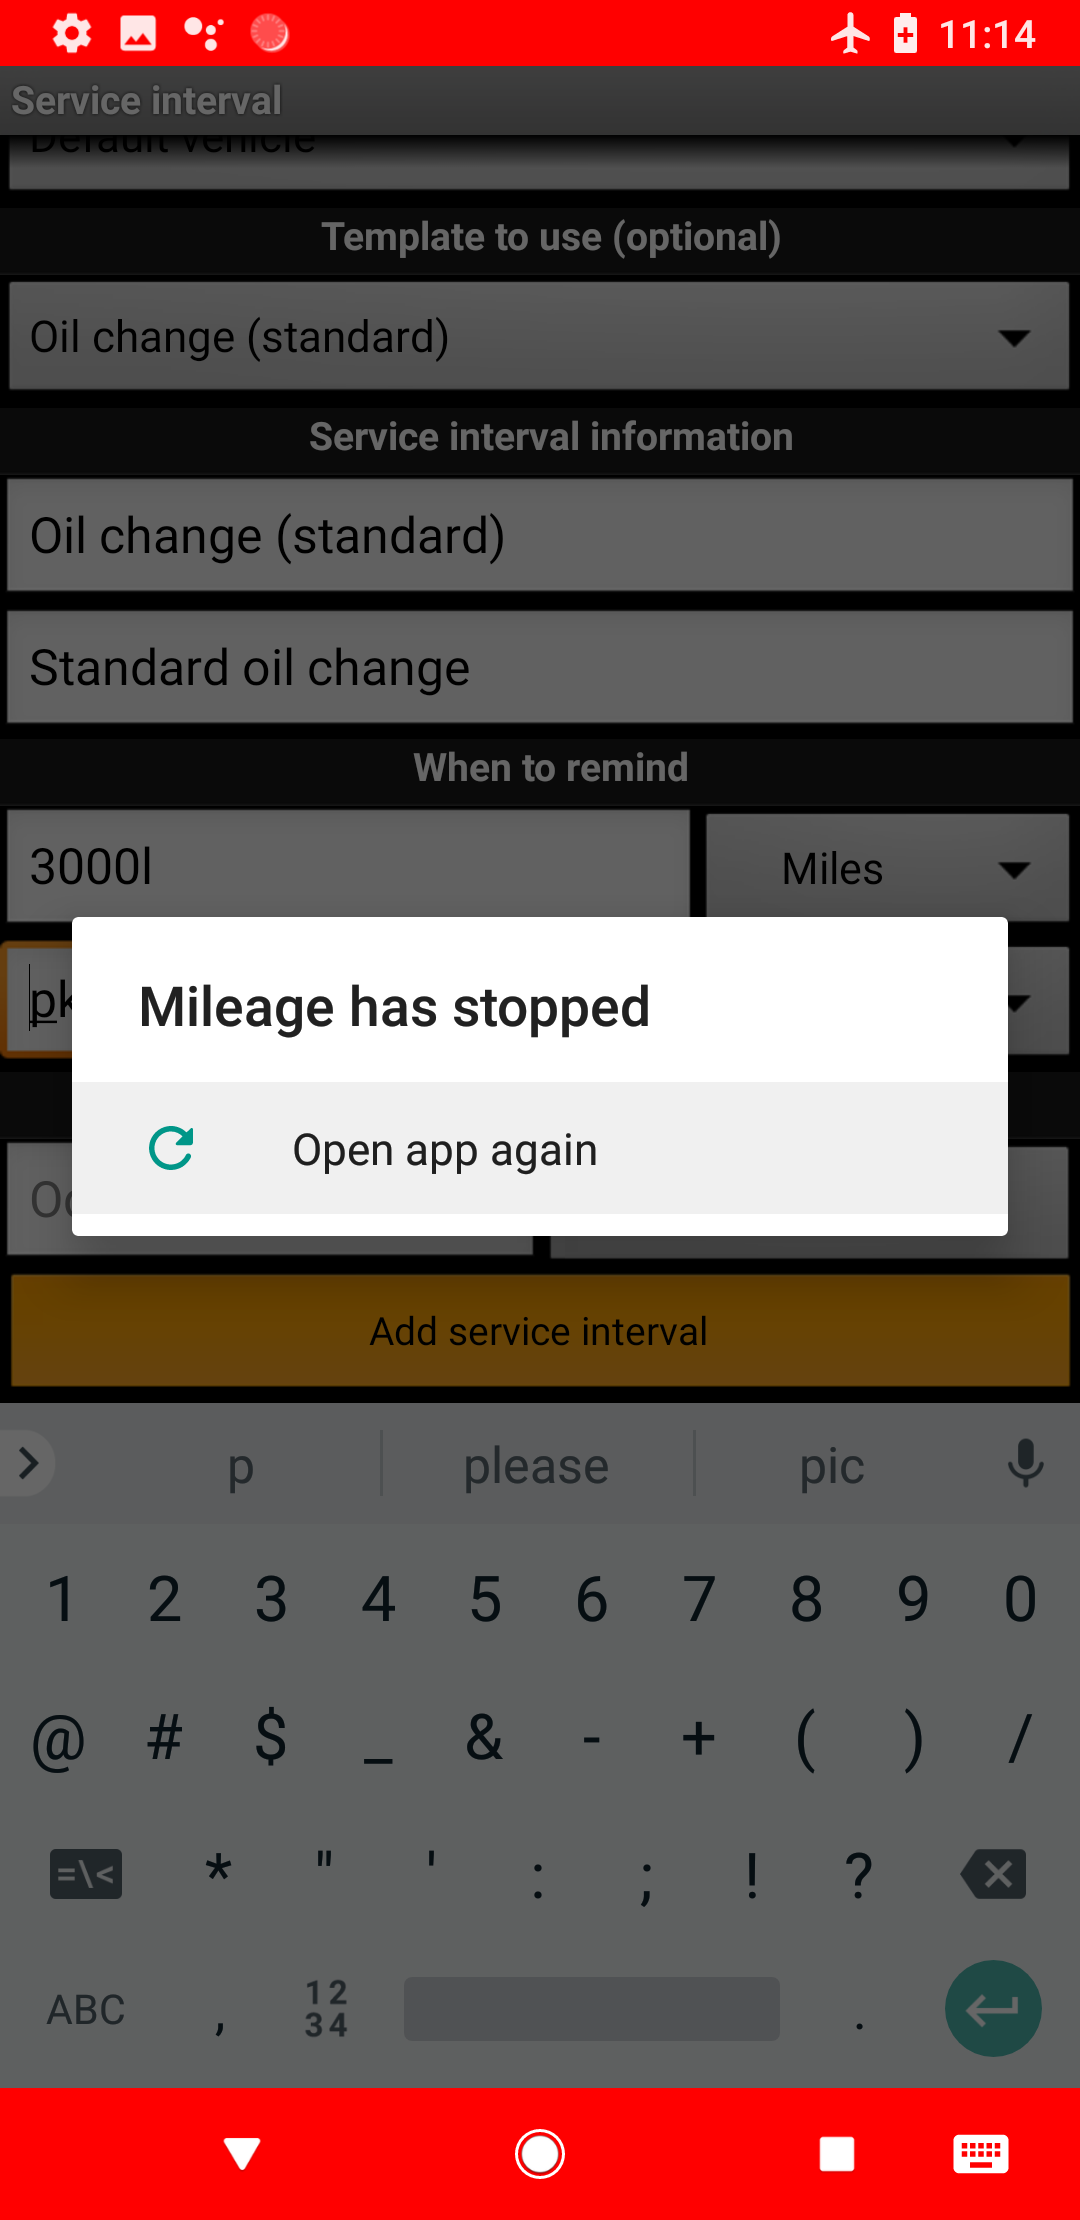 11:14
Service interval
Default vehicle
Template to use (optional)
Oil change (standard)
Service interval information
Oil change (standard)
Standard oil change
When to remind
3000l
Miles
Mileage has stopped
Open app again
Add service interval
p please pic
1 2 3 4 5 6 7 8 9 0
@ # $ _ & - + ( ) /
=\< * " ' : ; ! ?
ABC , 12 34 .